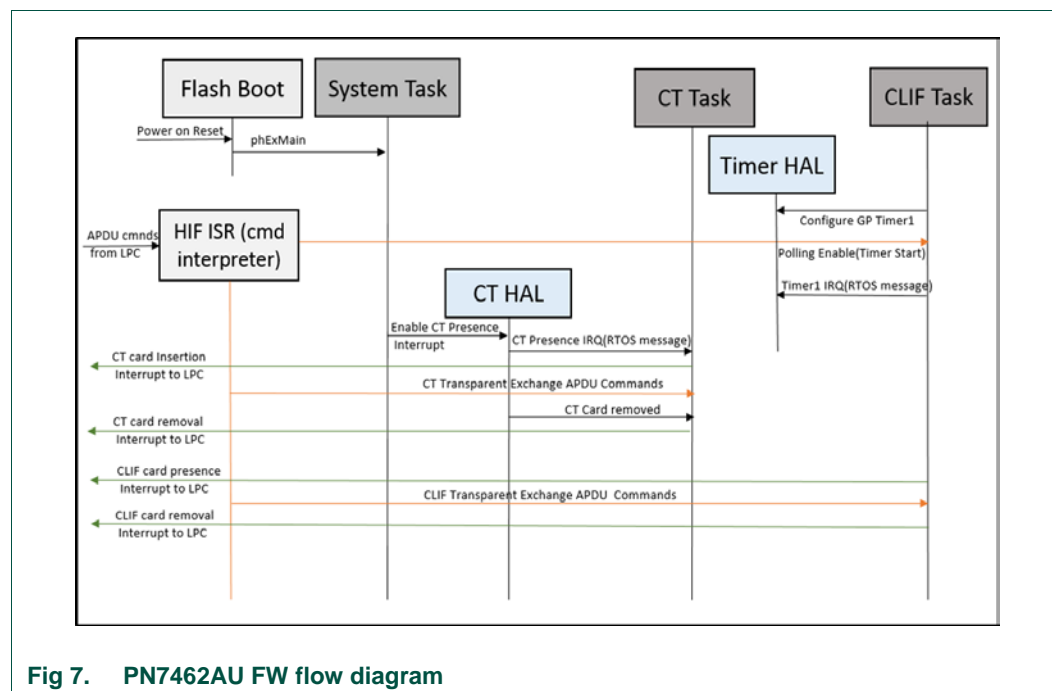 Flash Boot
System Task
CT Task
CLIF Task
Power on Reset
phExMain
Timer HAL
Configure GP Timer1
APDU cmnds
from LPC
HIF ISR (cmd
interpreter)
Polling Enable(Timer Start)
Timer1 IRQ(RTOS message)
CT HAL
Enable CT Presence
Interrupt
CT Presence IRQ(RTOS message)
CT card Insertion
Interrupt to LPC
CT Transparent Exchange APDU Commands
CT Card removed
CT card removal
Interrupt to LPC
CLIF card presence
Interrupt to LPC
CLIF Transparent Exchange APDU Commands
CLIF card removal
Interrupt to LPC
Fig 7. PN7462AU FW flow diagram